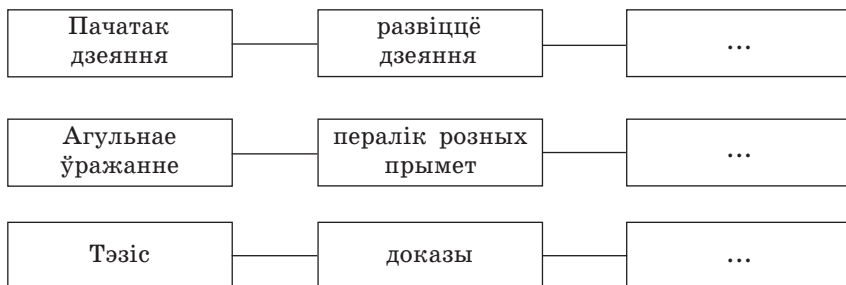 Пачатак
дзеяння
развіццё
дзеяння
...
Агульнае
ўражанне
пералік розных
прымет
...
Тэзіс
доказы
...